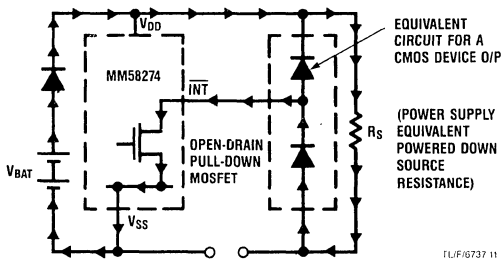 VDD
EQUIVALENT
CIRCUIT FOR A
CMOS DEVICE O/P
MM58274
INT
OPEN-DRAIN
PULL-DOWN
MOSFET
RS
(POWER SUPPLY
EQUIVALENT
POWERED DOWN
SOURCE
RESISTANCE)
VBAT
VSS
TL/F/6737-11